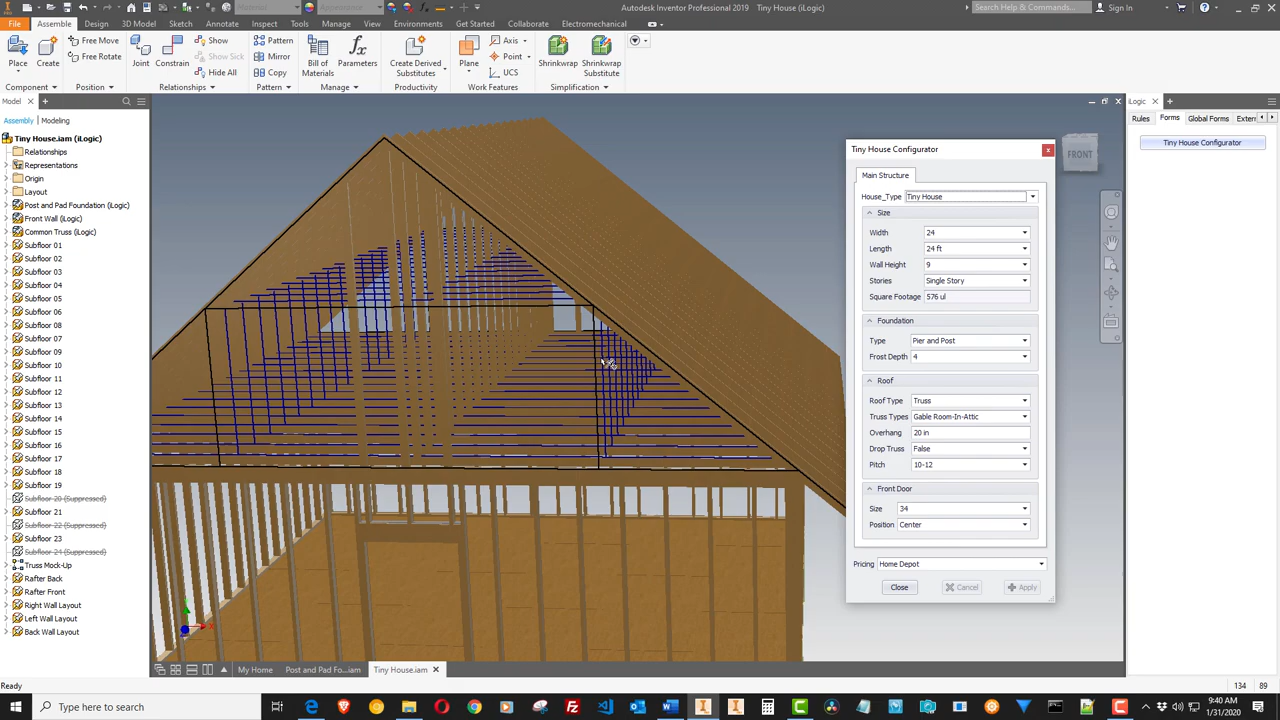 Material
Appearance
Autodesk Inventor Professional 2019 Tiny House (iLogic)
Search Help & Commands...
Sign In
File Assemble Design 3D Model Sketch Annotate Inspect Tools Manage View Environments Get Started Collaborate Electromechanical
Place
Create
Free Move
Free Rotate
Joint
Constrain
Show
Show Sick
Hide All
Pattern
Mirror
Copy
Bill of Materials
Parameters
Create Derived Substitutes
Plane
Axis
Point
UCS
Shrinkwrap
Shrinkwrap Substitute
Component Position Relationships Pattern Manage Productivity Work Features Simplification
Model
Assembly Modeling
Tiny House.iam (iLogic)
Relationships
Representations
Origin
Layout
Post and Pad Foundation (iLogic)
Front Wall (iLogic)
Common Truss (iLogic)
Subfloor 01
Subfloor 02
Subfloor 03
Subfloor 04
Subfloor 05
Subfloor 06
Subfloor 08
Subfloor 07
Subfloor 09
Subfloor 10
Subfloor 11
Subfloor 12
Subfloor 13
Subfloor 14
Subfloor 15
Subfloor 16
Subfloor 17
Subfloor 18
Subfloor 19
Subfloor 20 (Suppressed)
Subfloor 21
Subfloor 22 (Suppressed)
Subfloor 23
Subfloor 24 (Suppressed)
Truss Mock-Up
Rafter Back
Rafter Front
Right Wall Layout
Left Wall Layout
Back Wall Layout
Tiny House Configurator
Main Structure
House_Type Tiny House
Size
Width 24
Length 24 ft
Wall Height 9
Stories Single Story
Square Footage 576 ul
Foundation
Type Pier and Post
Frost Depth 4
Roof
Roof Type Truss
Truss Types Gable Room-In-Attic
Overhang 20 in
Drop Truss False
Pitch 10-12
Front Door
Size 34
Position Center
Pricing Home Depot
Close Cancel Apply
FRONT
iLogic
Rules Forms Global Forms Extern
Tiny House Configurator
My Home Post and Pad Fo...iam Tiny House.iam
Ready
134 89
Type here to search
9:40 AM
1/31/2020